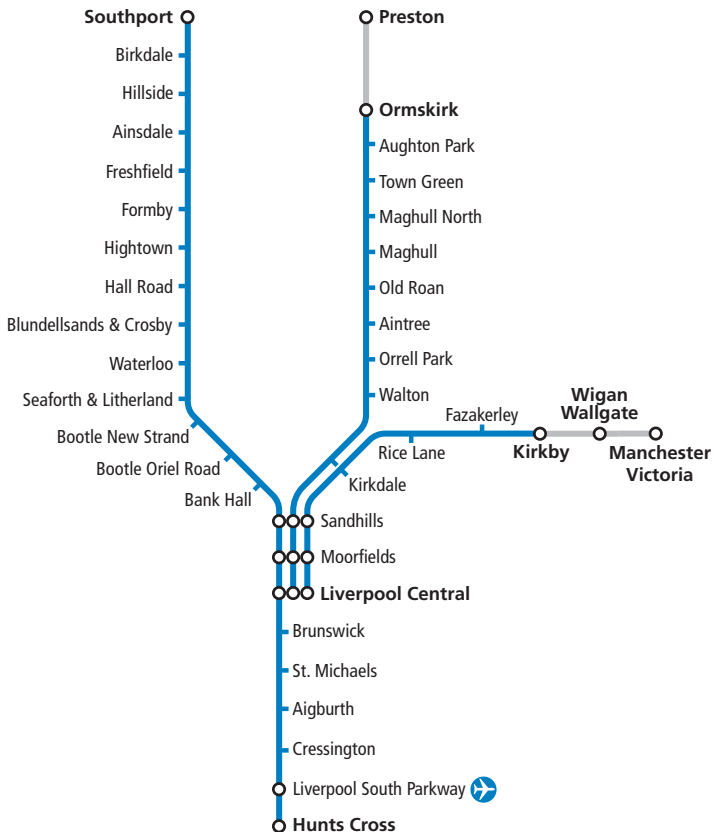 Southport
Birkdale
Hillside
Ainsdale
Freshfield
Formby
Hightown
Hall Road
Blundellsands & Crosby
Waterloo
Seaforth & Litherland
Bootle New Strand
Bootle Oriel Road
Bank Hall
Preston
Ormskirk
Aughton Park
Town Green
Maghull North
Maghull
Old Roan
Aintree
Orrell Park
Walton
Kirkdale
Rice Lane
Fazakerley
Kirkby
Wigan
Wallgate
Manchester
Victoria
Sandhills
Moorfields
Liverpool Central
Brunswick
St. Michaels
Aigburth
Cressington
Liverpool South Parkway
Hunts Cross